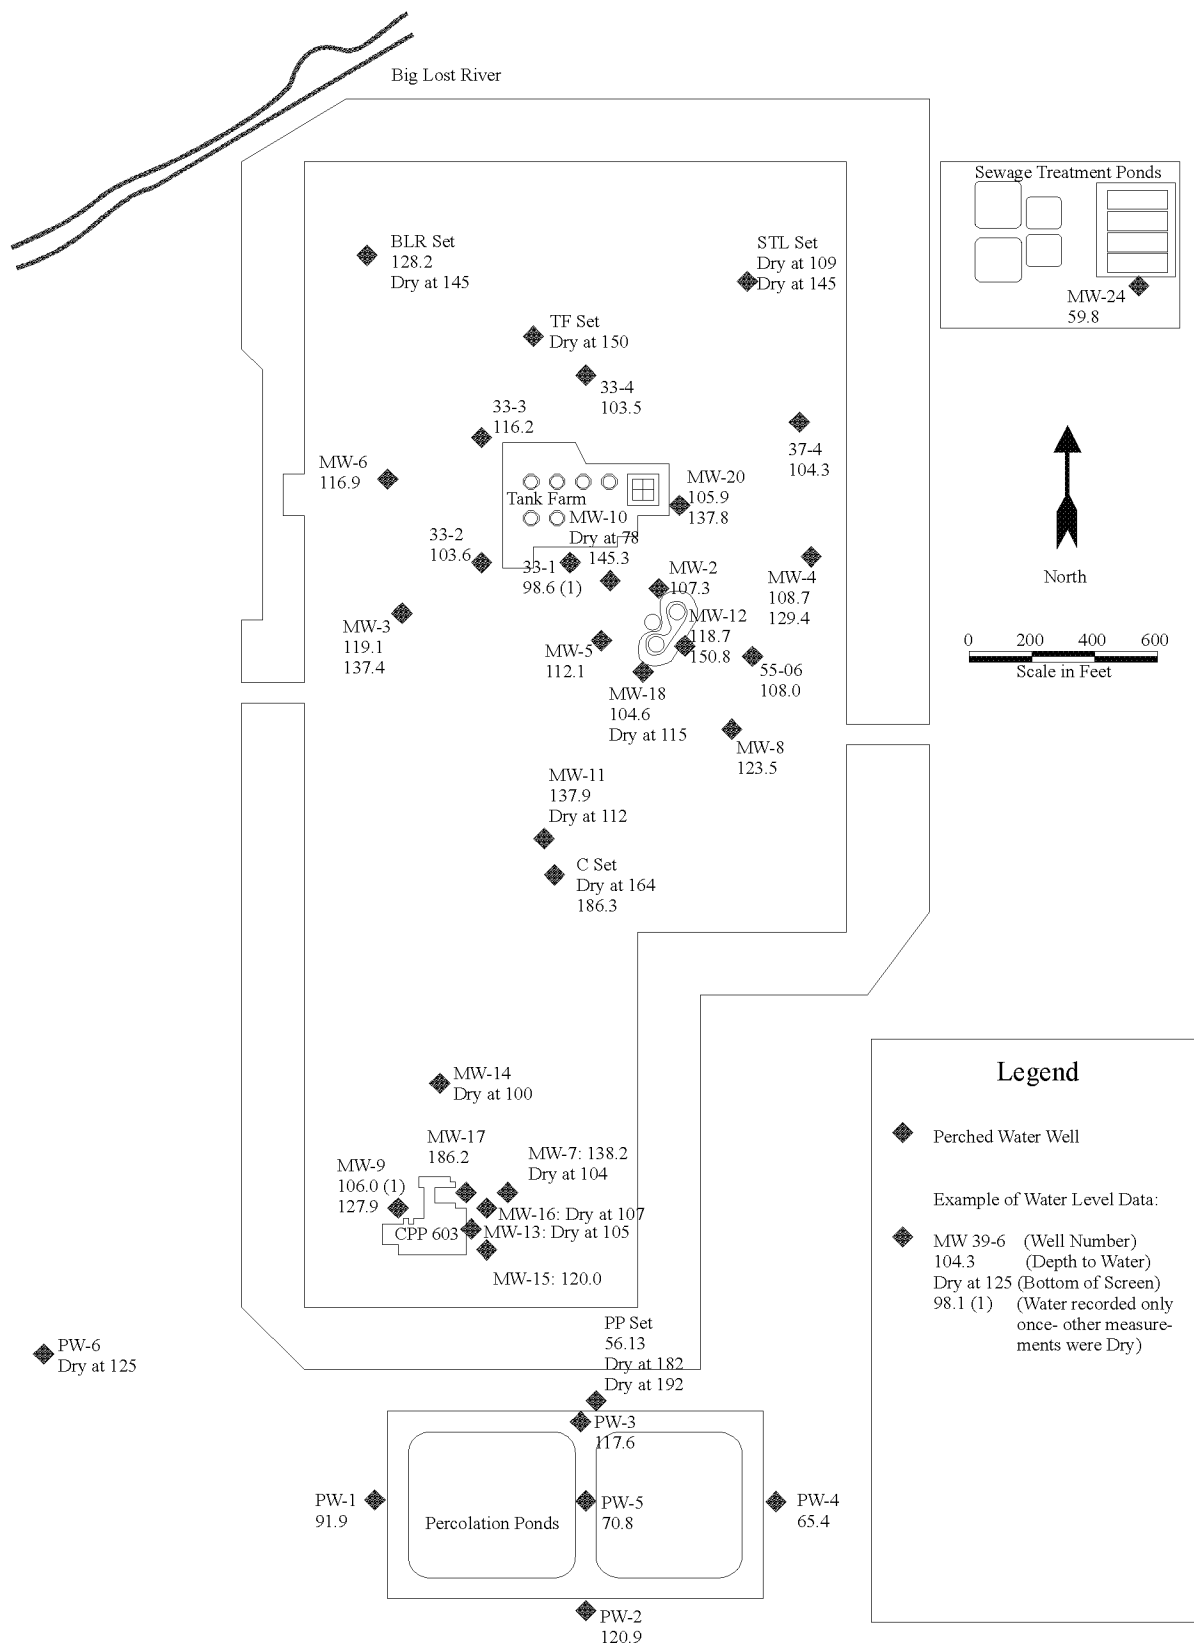 Big Lost River
Sewage Treatment Ponds
BLR Set
128.2
Dry at 145
STL Set
Dry at 109
Dry at 145
MW-24
59.8
TF Set
Dry at 150
33-4
103.5
33-3
116.2
37-4
104.3
MW-6
116.9
MW-20
105.9
137.8
Tank Farm
MW-10
Dry at 78
145.3
33-2
103.6
33-1
98.6 (1)
MW-2
107.3
MW-4
108.7
129.4
North
MW-3
119.1
137.4
MW-12
118.7
150.8
MW-5
112.1
55-06
108.0
0 200 400 600
Scale in Feet
MW-18
104.6
Dry at 115
MW-8
123.5
MW-11
137.9
Dry at 112
C Set
Dry at 164
186.3
MW-14
Dry at 100
MW-17
186.2
MW-7: 138.2
Dry at 104
MW-9
106.0 (1)
127.9
MW-16: Dry at 107
CPP 603
MW-13: Dry at 105
MW-15: 120.0
PP Set
56.13
Dry at 182
Dry at 192
PW-6
Dry at 125
PW-3
117.6
PW-1
91.9
PW-5
70.8
PW-4
65.4
Percolation Ponds
PW-2
120.9
Legend
Perched Water Well
Example of Water Level Data:
MW 39-6 (Well Number)
104.3 (Depth to Water)
Dry at 125 (Bottom of Screen)
98.1 (1) (Water recorded only
once- other measure-
ments were Dry)